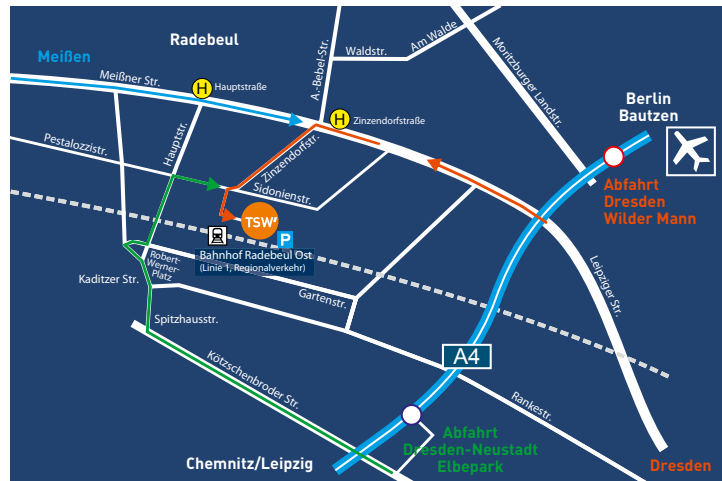 Radebeul
Meißen
Meißner Str.
H
Hauptstraße
A.-Bebel-Str.
Waldstr.
Am Walde
Moritzburger Landstr.
H
Zinzendorfstraße
Berlin
Bautzen
Abfahrt
Dresden
Wilder Mann
Pestalozzistr.
Hauptstr.
Zinzendorfstr.
Sidonienstr.
TSW'
P
Bahnhof Radebeul Ost
(Linie 1, Regionalverkehr)
Robert-
Werner-
Platz
Kaditzer Str.
Gartenstr.
Leipziger Str.
Spitzhausstr.
A4
Kötzschenbroder Str.
Rankestr.
Abfahrt
Dresden-Neustadt
Elbepark
Chemnitz/Leipzig
Dresden